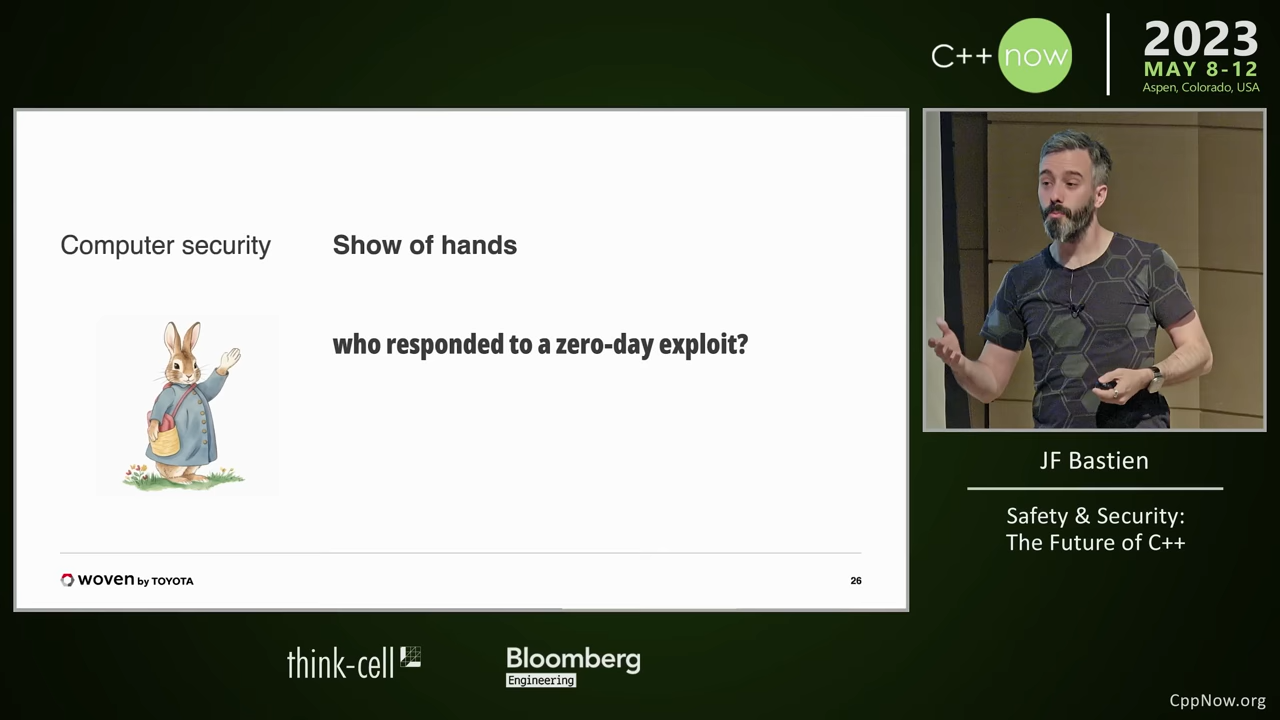 C++ now
2023
MAY 8-12
Aspen, Colorado, USA
Computer security
Show of hands
who responded to a zero-day exploit?
woven by TOYOTA
26
JF Bastien
Safety & Security:
The Future of C++
think-cell
Bloomberg
Engineering
CppNow.org